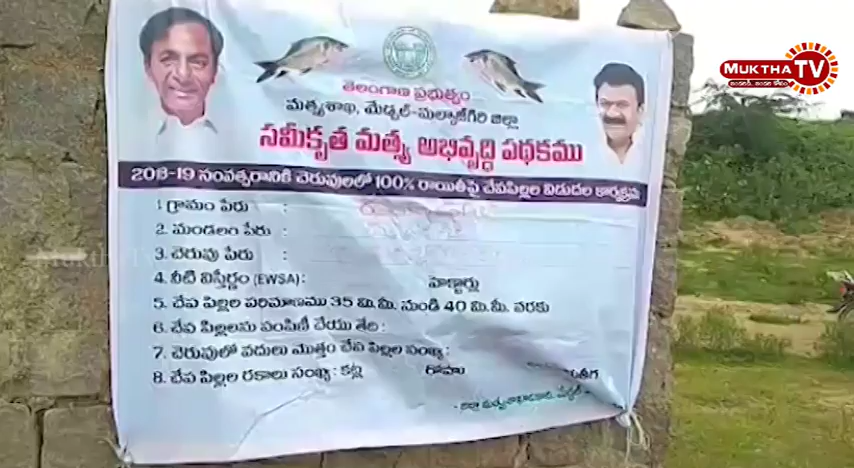 తెలంగాణ ప్రభుత్వం
మత్స్యశాఖ, మేడ్చల్-మల్కాజిగిరి జిల్లా
సమీకృత మత్స్య అభివృద్ధి పథకము
2018-19 సంవత్సరానికి చెరువులలో 100% రాయితీపై చేపపిల్లల విడుదల కార్యక్రమ
1 గ్రామం పేరు :
2. మండలం పేరు :
3. చెరువు పేరు :
4. నీటి విస్తీర్ణం (EWSA) : హెక్టార్లు
5. చేప పిల్లల పరిమాణము 35 మి.మీ. నుండి 40 మి.మీ. వరకు
6. చేప పిల్లలను పంపిణీ చేయు తేది :
7. చెరువులో వదులు మొత్తం చేప పిల్లల సంఖ్య :
8. చేప పిల్లల రకాలు సంఖ్య : కట్ల రోహు
MUKTHA TV
Muktha